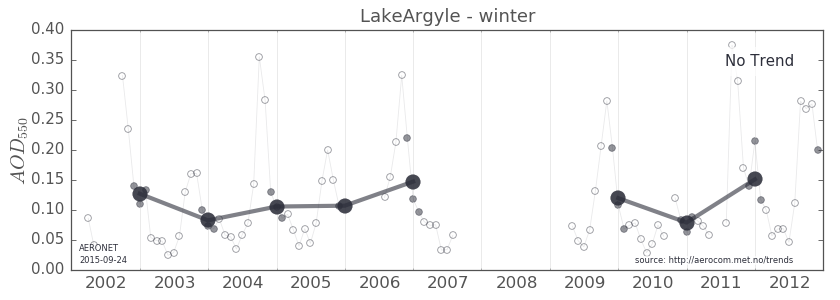 LakeArgyle - winter
0.40
0.35
0.30
0.25
0.20
0.15
0.10
0.05
0.00
AOD550
No Trend
AERONET
2015-09-24
source: http://aerocom.met.no/trends
2002 2003 2004 2005 2006 2007 2008 2009 2010 2011 2012